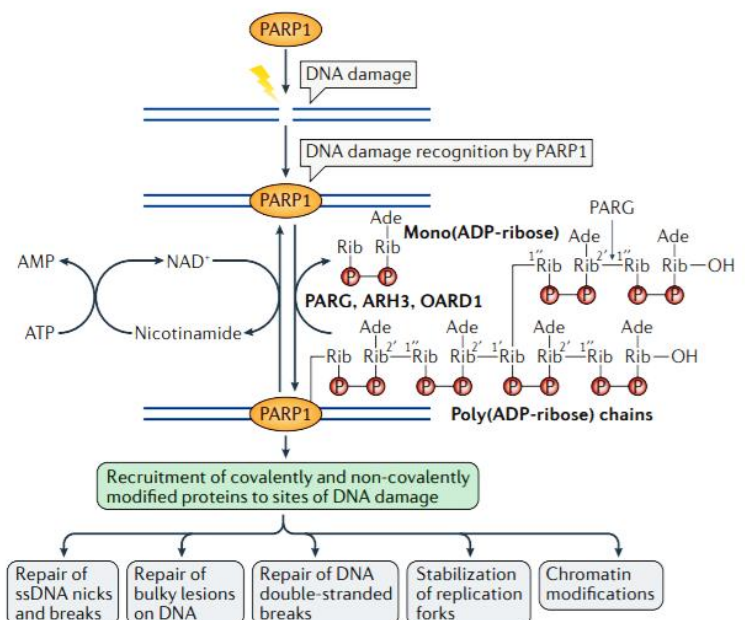 PARP1
DNA damage
DNA damage recognition by PARP1
PARP1
Ade
Rib Rib
P P
Mono(ADP-ribose)
PARG, ARH3, OARD1
AMP
NAD⁺
ATP
Nicotinamide
PARG
Ade Ade
1″ Rib Rib 2′ 1″ Rib Rib OH
P P P P
Ade Ade Ade Ade
Rib Rib 2′ 1″ Rib Rib 2′ 1′ Rib Rib 2′ 1″ Rib Rib OH
P P P P P P P P
PARP1
Poly(ADP-ribose) chains
Recruitment of covalently and non-covalently
modified proteins to sites of DNA damage
Repair of
ssDNA nicks
and breaks
Repair of
bulky lesions
on DNA
Repair of DNA
double-stranded
breaks
Stabilization
of replication
forks
Chromatin
modifications